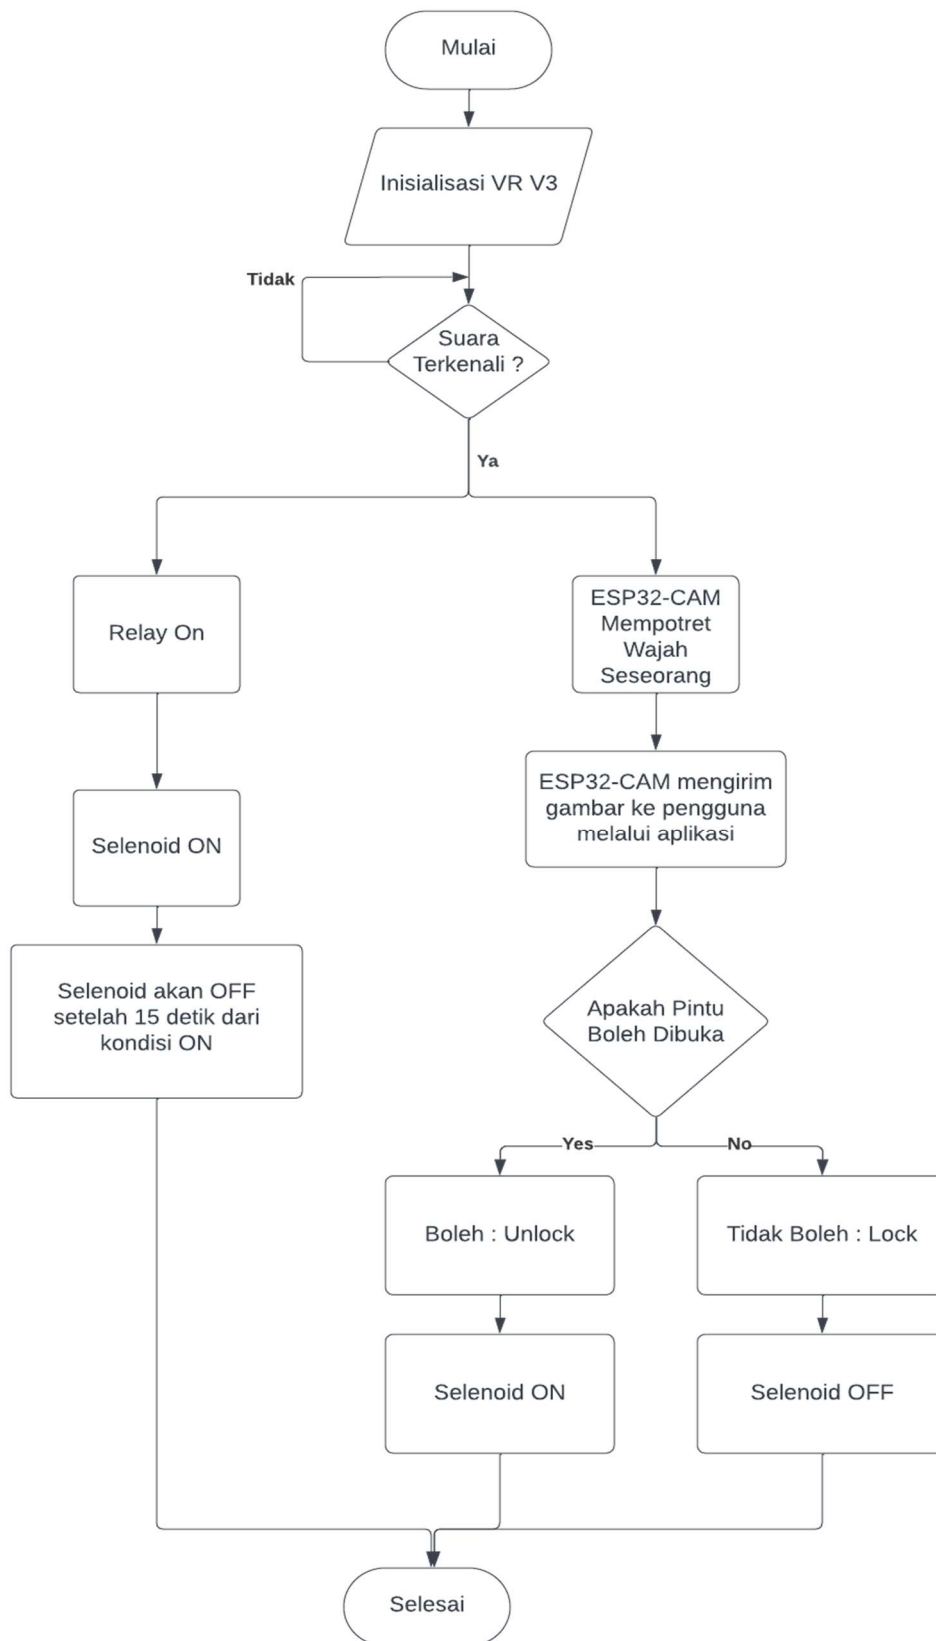 Mulai
Inisialisasi VR V3
Tidak
Suara
Terkenali ?
Ya
Relay On
ESP32-CAM
Mempotret
Wajah
Seseorang
Selenoid ON
ESP32-CAM mengirim
gambar ke pengguna
melalui aplikasi
Selenoid akan OFF
setelah 15 detik dari
kondisi ON
Apakah Pintu
Boleh Dibuka
Yes
No
Boleh : Unlock
Tidak Boleh : Lock
Selenoid ON
Selenoid OFF
Selesai